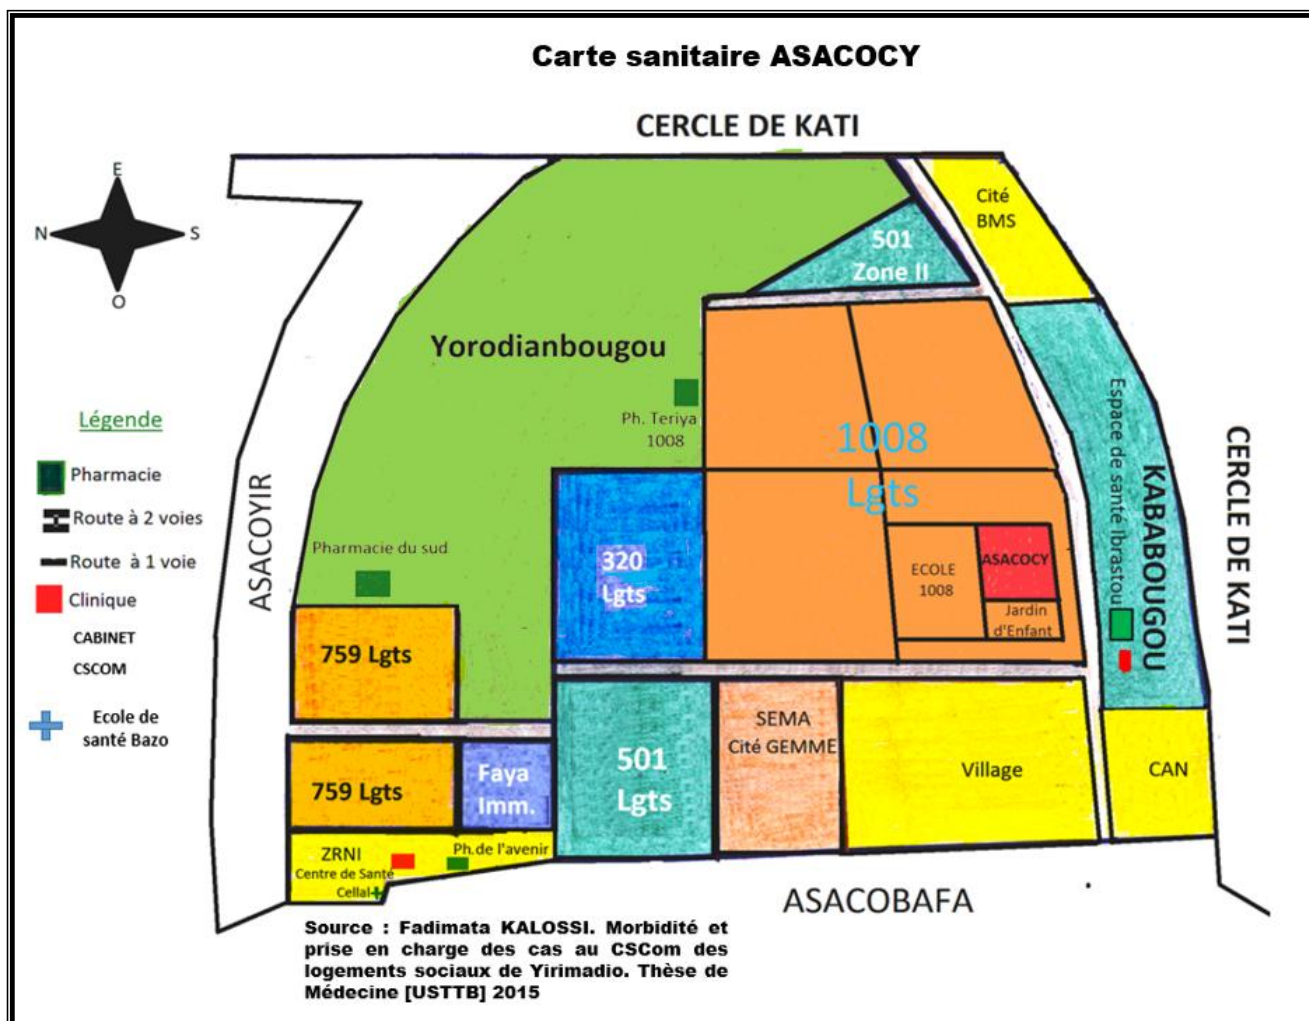 Carte sanitaire ASACOCY
CERCLE DE KATI
E
N
S
O
Cité
BMS
501
Zone II
Yorodianbougou
Ph. Teriya
1008
1008
Lgts
Légende
Pharmacie
Route à 2 voies
Route à 1 voie
Clinique
CABINET
CSCOM
Ecole de
santé Bazo
ASACOYIR
Pharmacie du sud
320
Lgts
ECOLE
1008
ASACOCY
Jardin
d'Enfant
Espace de santé Ibrastou
KABABOUGOU
CERCLE DE KATI
759 Lgts
759 Lgts
Faya
Imm.
501
Lgts
SEMA
Cité GEMME
Village
CAN
ZRNI
Centre de Santé
Cellal
Ph.de l'avenir
ASACOBAFA
Source : Fadimata KALOSSI. Morbidité et
prise en charge des cas au CSCom des
logements sociaux de Yirimadio. Thèse de
Médecine [USTTB] 2015